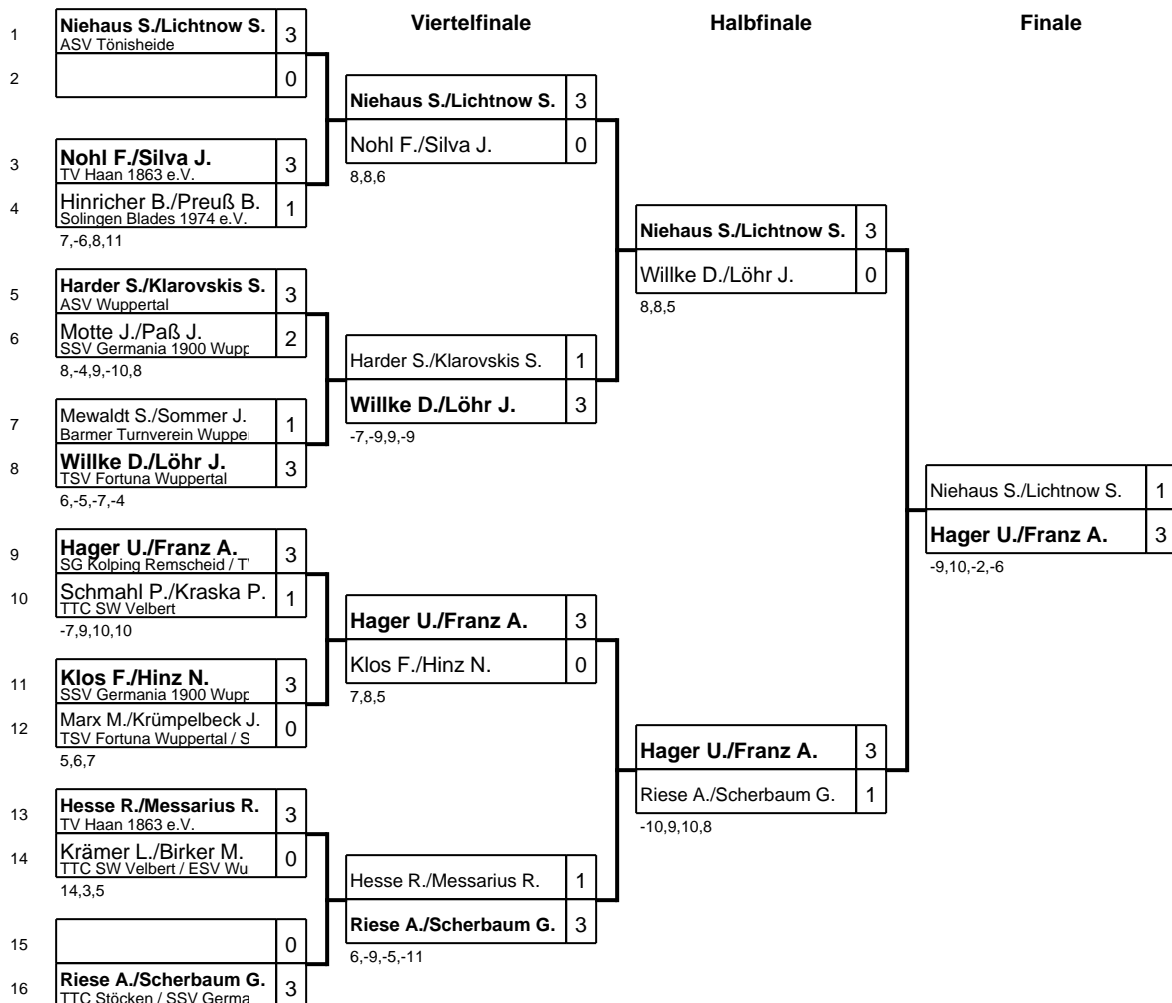 Viertelfinale
Halbfinale
Finale
1
Niehaus S./Lichtnow S. 3
ASV Tönisheide
2
0
3
Nohl F./Silva J. 3
TV Haan 1863 e.V.
4
Hinricher B./Preuß B. 1
Solingen Blades 1974 e.V.
7,-6,8,11
5
Harder S./Klarovskis S. 3
ASV Wuppertal
6
Motte J./Paß J. 2
SSV Germania 1900 Wupp
8,-4,9,-10,8
7
Mewaldt S./Sommer J. 1
Barmer Turnverein Wuppe
8
Willke D./Löhr J. 3
TSV Fortuna Wuppertal
6,-5,-7,-4
9
Hager U./Franz A. 3
SG Kolping Remscheid / T
10
Schmahl P./Kraska P. 1
TTC SW Velbert
-7,9,10,10
11
Klos F./Hinz N. 3
SSV Germania 1900 Wupp
12
Marx M./Krümpelbeck J. 0
TSV Fortuna Wuppertal / S
5,6,7
13
Hesse R./Messarius R. 3
TV Haan 1863 e.V.
14
Krämer L./Birker M. 0
TTC SW Velbert / ESV Wu
14,3,5
15
0
16
Riese A./Scherbaum G. 3
TTC Stöcken / SSV Germa
Niehaus S./Lichtnow S. 3
Nohl F./Silva J. 0
8,8,6
Harder S./Klarovskis S. 1
Willke D./Löhr J. 3
-7,-9,9,-9
Hager U./Franz A. 3
Klos F./Hinz N. 0
7,8,5
Hesse R./Messarius R. 1
Riese A./Scherbaum G. 3
6,-9,-5,-11
Niehaus S./Lichtnow S. 3
Willke D./Löhr J. 0
8,8,5
Hager U./Franz A. 3
Riese A./Scherbaum G. 1
-10,9,10,8
Niehaus S./Lichtnow S. 1
Hager U./Franz A. 3
-9,10,-2,-6